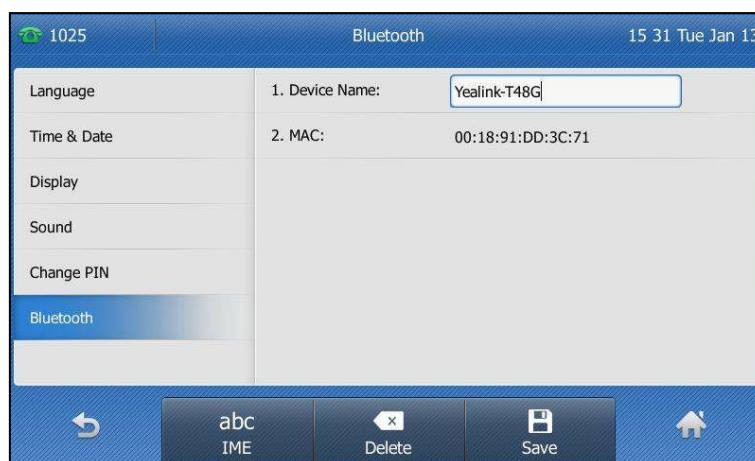 1025 Bluetooth 15 31 Tue Jan 13
Language
Time & Date
Display
Sound
Change PIN
Bluetooth
1. Device Name: Yealink-T48G
2. MAC: 00:18:91:DD:3C:71
abc
IME
Delete
Save